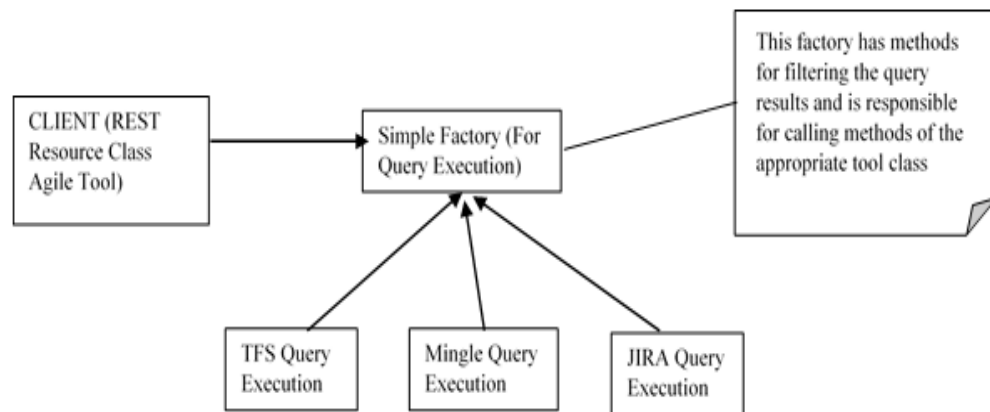 CLIENT (REST
Resource Class
Agile Tool)
Simple Factory (For
Query Execution)
This factory has methods
for filtering the query
results and is responsible
for calling methods of the
appropriate tool class
TFS Query
Execution
Mingle Query
Execution
JIRA Query
Execution